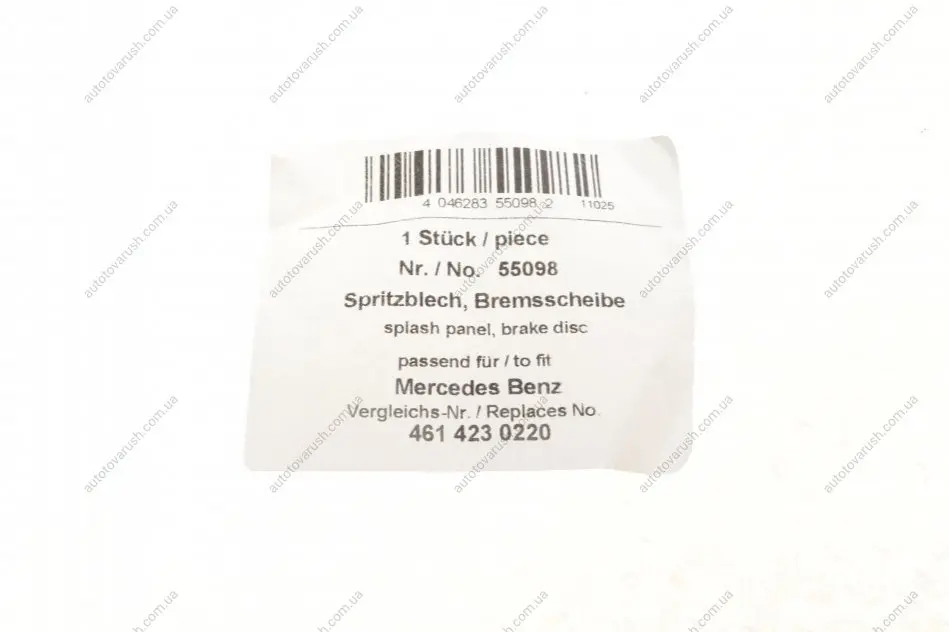 4 046283 55098 2 11025
1 Stück / piece
Nr. / No. 55098
Spritzblech, Bremsscheibe
splash panel, brake disc
passend für / to fit
Mercedes Benz
Vergleichs-Nr. / Replaces No.
461 423 0220
autotovarush.com.ua